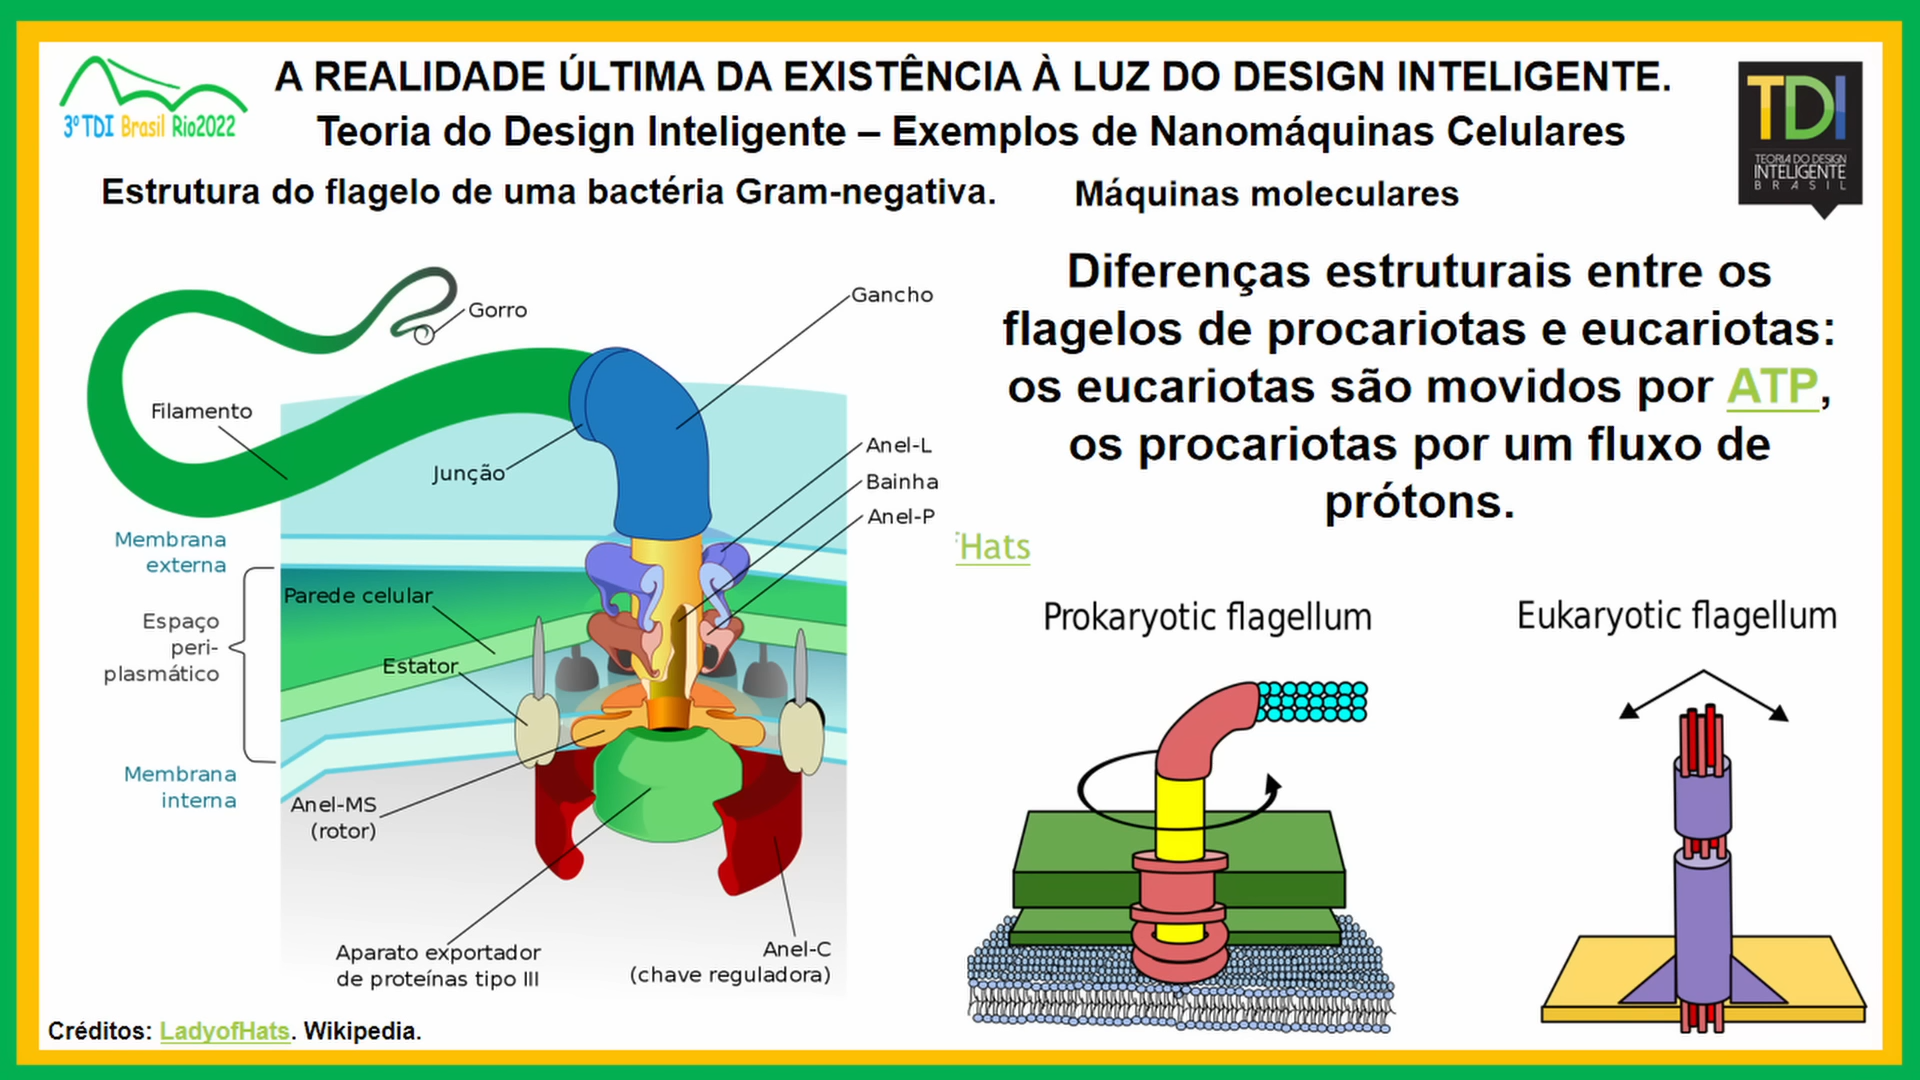 A REALIDADE ÚLTIMA DA EXISTÊNCIA À LUZ DO DESIGN INTELIGENTE.
Teoria do Design Inteligente – Exemplos de Nanomáquinas Celulares
3º TDI Brasil Rio2022
TDI
TEORIA DO DESIGN
INTELIGENTE
BRASIL
Estrutura do flagelo de uma bactéria Gram-negativa.
Máquinas moleculares
Gorro
Gancho
Filamento
Junção
Anel-L
Bainha
Anel-P
Membrana
externa
Parede celular
Espaço
peri-
plasmático
Estator
Membrana
interna
Anel-MS
(rotor)
Aparato exportador
de proteínas tipo III
Anel-C
(chave reguladora)
Créditos: LadyofHats. Wikipedia.
Diferenças estruturais entre os
flagelos de procariotas e eucariotas:
os eucariotas são movidos por ATP,
os procariotas por um fluxo de
prótons.
Hats
Prokaryotic flagellum
Eukaryotic flagellum